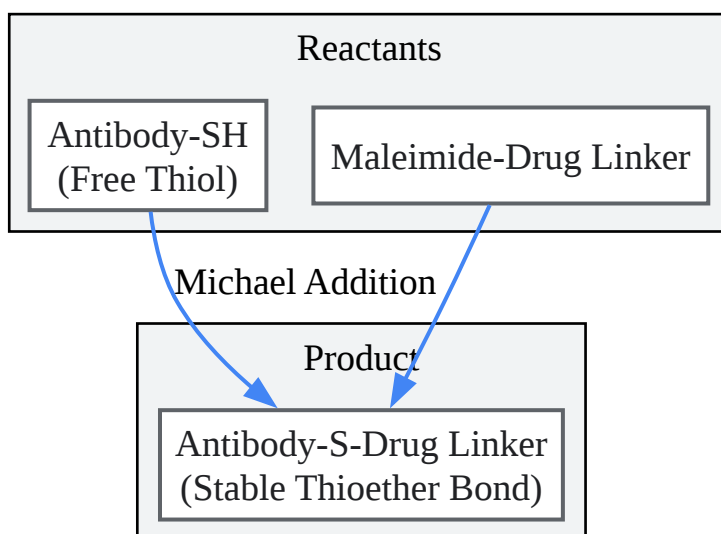 Reactants
Antibody-SH
(Free Thiol)
Maleimide-Drug Linker
Michael Addition
Product
Antibody-S-Drug Linker
(Stable Thioether Bond)